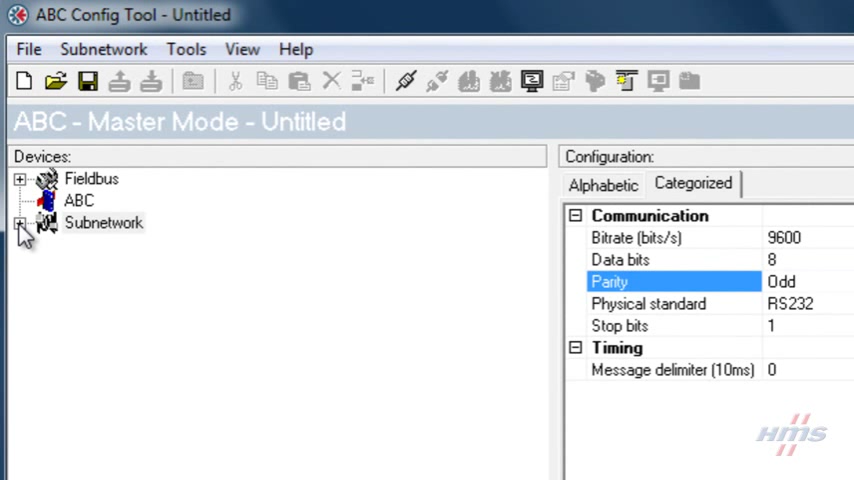 ABC Config Tool - Untitled
File Subnetwork Tools View Help
ABC - Master Mode - Untitled
Devices:
Fieldbus
ABC
Subnetwork
Configuration:
Alphabetic Categorized
Communication
Bitrate (bits/s) 9600
Data bits 8
Parity Odd
Physical standard RS232
Stop bits 1
Timing
Message delimiter (10ms) 0
HMS